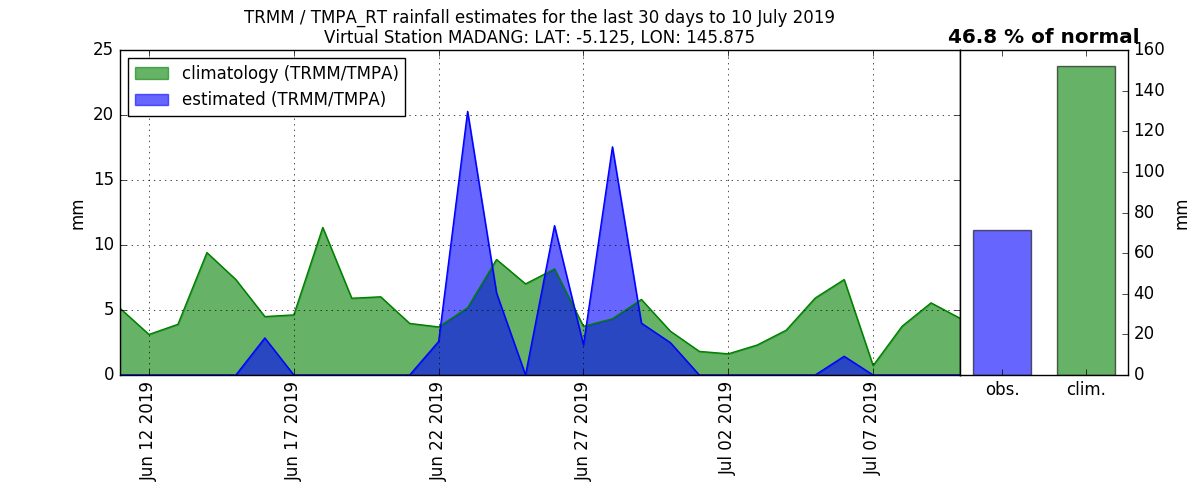 TRMM / TMPA_RT rainfall estimates for the last 30 days to 10 July 2019
Virtual Station MADANG: LAT: -5.125, LON: 145.875
46.8 % of normal
climatology (TRMM/TMPA)
estimated (TRMM/TMPA)
25
20
15
10
5
0
mm
Jun 12 2019
Jun 17 2019
Jun 22 2019
Jun 27 2019
Jul 02 2019
Jul 07 2019
obs.
clim.
160
140
120
100
80
60
40
20
0
mm